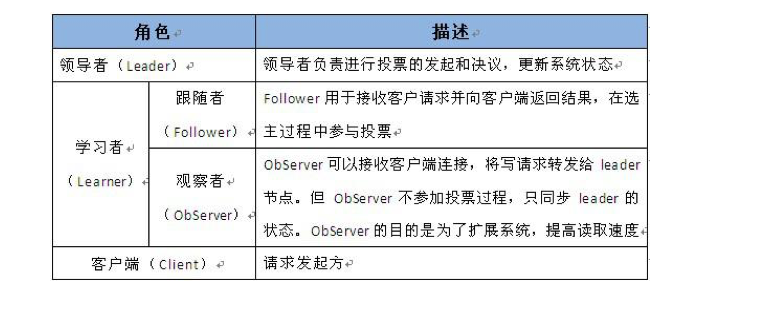 角色 描述
领导者（Leader） 领导者负责进行投票的发起和决议，更新系统状态
学习者
（Learner）
跟随者
（Follower）
Follower 用于接收客户请求并向客户端返回结果，在选
主过程中参与投票
观察者
（ObServer）
ObServer 可以接收客户端连接，将写请求转发给 leader
节点。但 ObServer 不参加投票过程，只同步 leader 的
状态。ObServer 的目的是为了扩展系统，提高读取速度
客户端（Client） 请求发起方